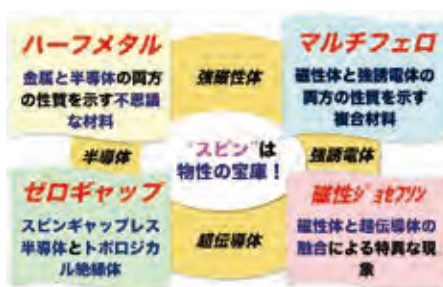 ハーフメタル
金属と半導体の両方
の性質を示す不思議
な材料
強磁性体
マルチフェロ
磁性体と強誘電体の
両方の性質を示す
複合材料
半導体
"スピン"は
物性の宝庫！
強誘電体
ゼロギャップ
スピンギャップレス
半導体とトポロジカ
ル絶縁体
超伝導体
磁性ｼﾞｮｾﾌｿﾝ
磁性体と超伝導体の
融合による特異な現
象